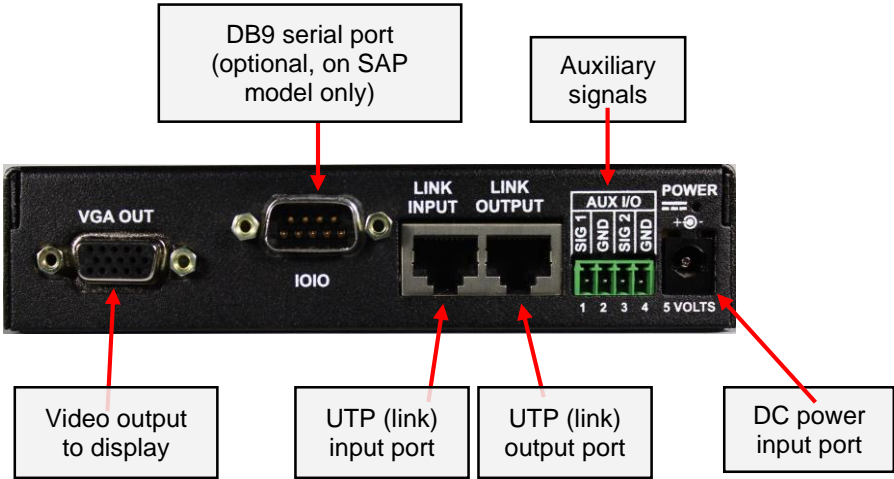 DB9 serial port
(optional, on SAP
model only)
Auxiliary
signals
VGA OUT
IOIO
LINK
INPUT
LINK
OUTPUT
AUX I/O
SIG 1
GND
SIG 2
GND
1 2 3 4
POWER
+ -
5 VOLTS
Video output
to display
UTP (link)
input port
UTP (link)
output port
DC power
input port